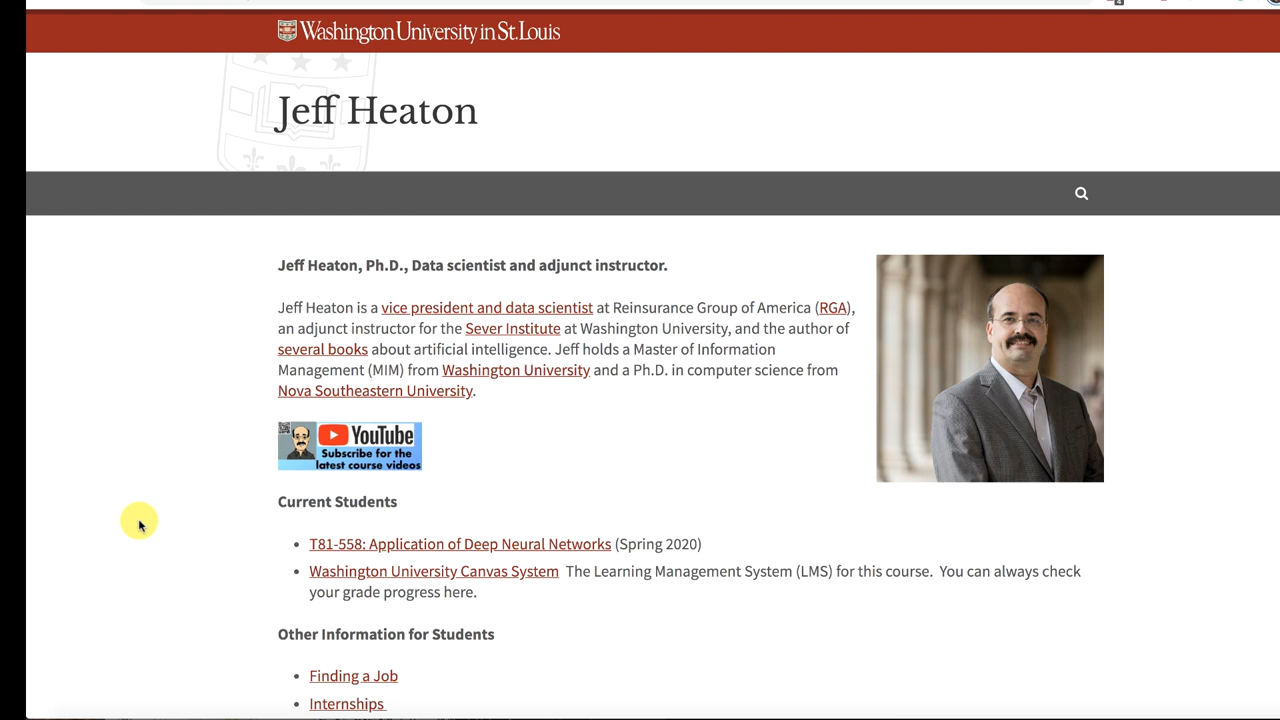 Washington University in St. Louis
Jeff Heaton
Jeff Heaton, Ph.D., Data scientist and adjunct instructor.
Jeff Heaton is a vice president and data scientist at Reinsurance Group of America (RGA),
an adjunct instructor for the Sever Institute at Washington University, and the author of
several books about artificial intelligence. Jeff holds a Master of Information
Management (MIM) from Washington University and a Ph.D. in computer science from
Nova Southeastern University.
YouTube
Subscribe for the
latest course videos
Current Students
• T81-558: Application of Deep Neural Networks (Spring 2020)
• Washington University Canvas System The Learning Management System (LMS) for this course. You can always check
your grade progress here.
Other Information for Students
• Finding a Job
• Internships